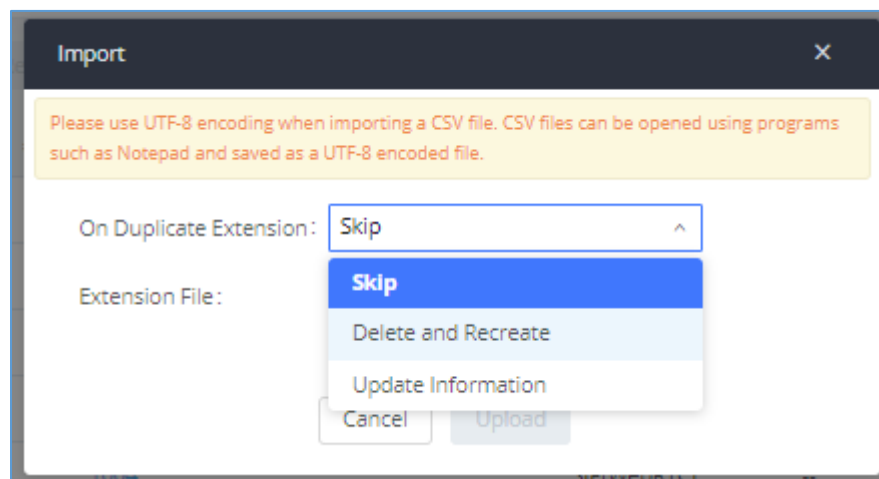 Import
Please use UTF-8 encoding when importing a CSV file. CSV files can be opened using programs
such as Notepad and saved as a UTF-8 encoded file.
On Duplicate Extension: Skip
Skip
Extension File:
Delete and Recreate
Update Information
Cancel Upload